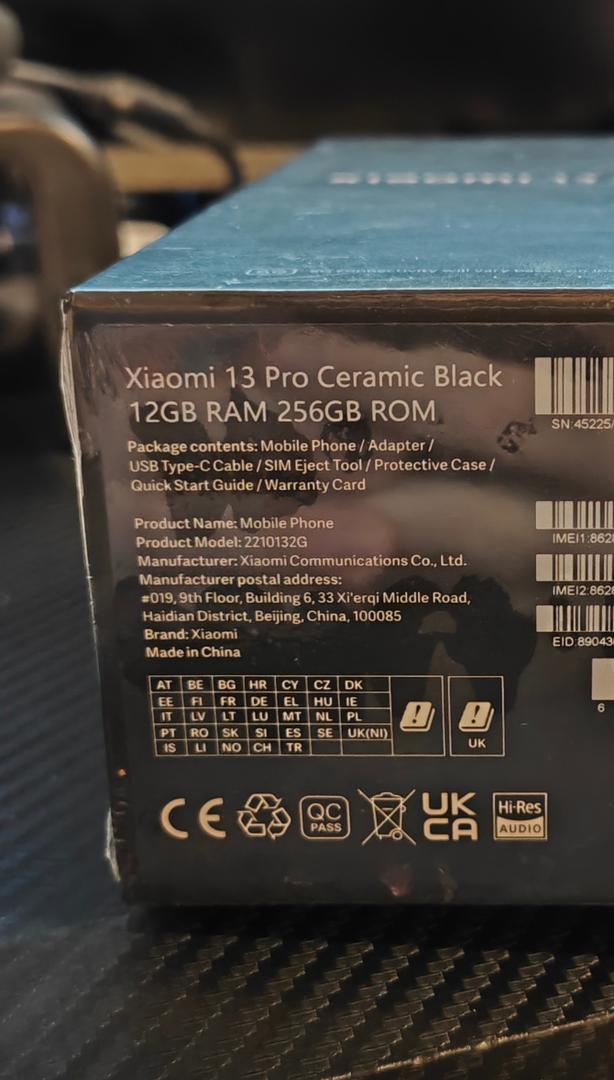 Xiaomi 13 Pro Ceramic Black
12GB RAM 256GB ROM
Package contents: Mobile Phone / Adapter /
USB Type-C Cable / SIM Eject Tool / Protective Case /
Quick Start Guide / Warranty Card
Product Name: Mobile Phone
Product Model: 2210132G
Manufacturer: Xiaomi Communications Co., Ltd.
Manufacturer postal address:
#019, 9th Floor, Building 6, 33 Xi'erqi Middle Road,
Haidian District, Beijing, China, 100085
Brand: Xiaomi
Made in China
SN:45225/
IMEI1:862
IMEI2:862
EID:8904
6
AT BE BG HR CY CZ DK
EE FI FR DE EL HU IE
IT LV LT LU MT NL PL
PT RO SK SI ES SE UK(NI)
IS LI NO CH TR
UK
CE
QC
PASS
UK
CA
Hi-Res
AUDIO